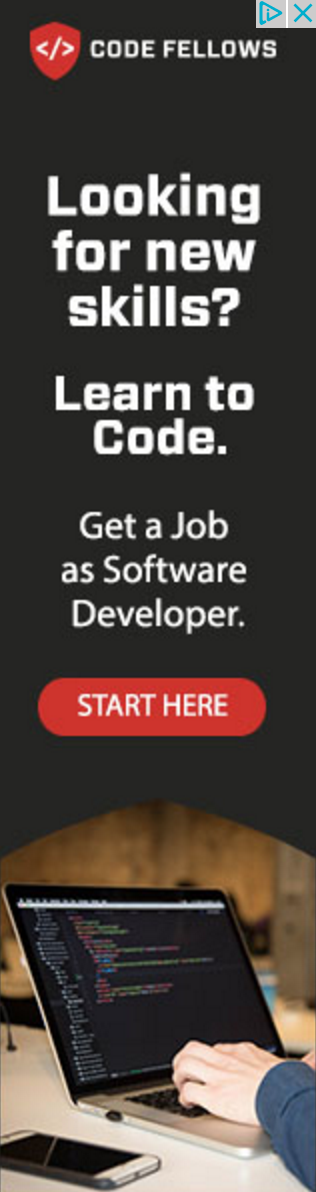 </> CODE FELLOWS
Looking
for new
skills?
Learn to
Code.
Get a Job
as Software
Developer.
START HERE